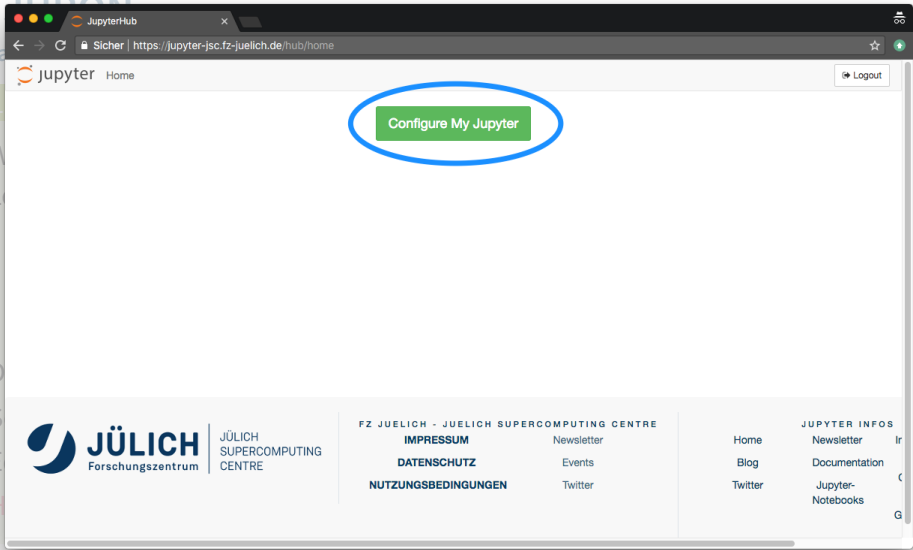 JupyterHub
Sicher | https://jupyter-jsc.fz-juelich.de/hub/home
jupyter Home Logout
Configure My Jupyter
JÜLICH
Forschungszentrum
JÜLICH
SUPERCOMPUTING
CENTRE
FZ JUELICH - JUELICH SUPERCOMPUTING CENTRE
IMPRESSUM Newsletter
DATENSCHUTZ Events
NUTZUNGSBEDINGUNGEN Twitter
JUPYTER INFOS
Home Newsletter
Blog Documentation
Twitter Jupyter-
Notebooks